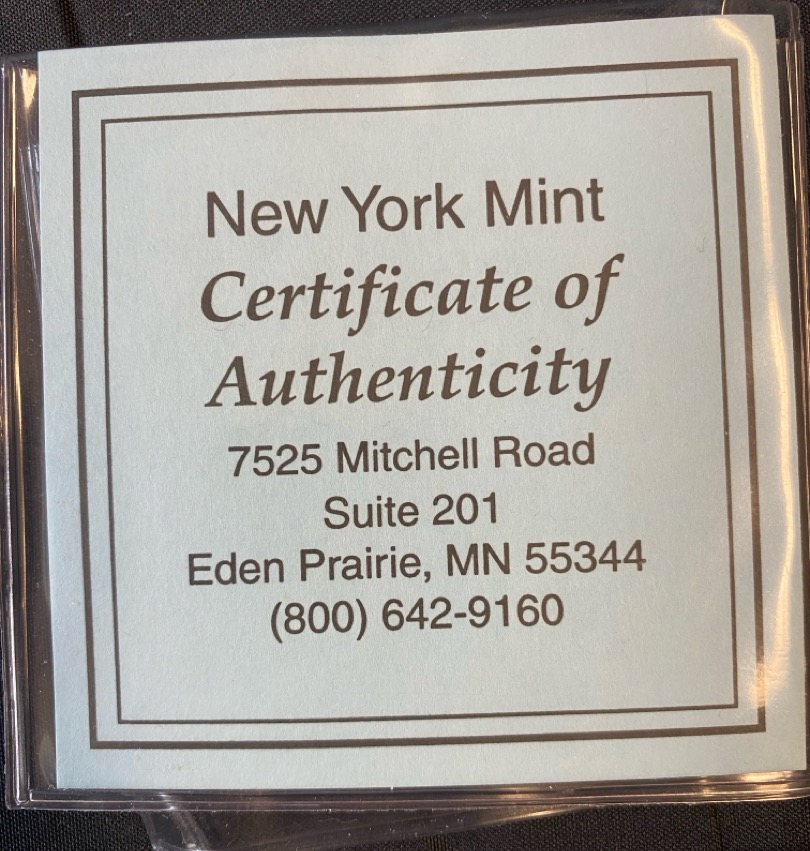 New York Mint
Certificate of
Authenticity
7525 Mitchell Road
Suite 201
Eden Prairie, MN 55344
(800) 642-9160